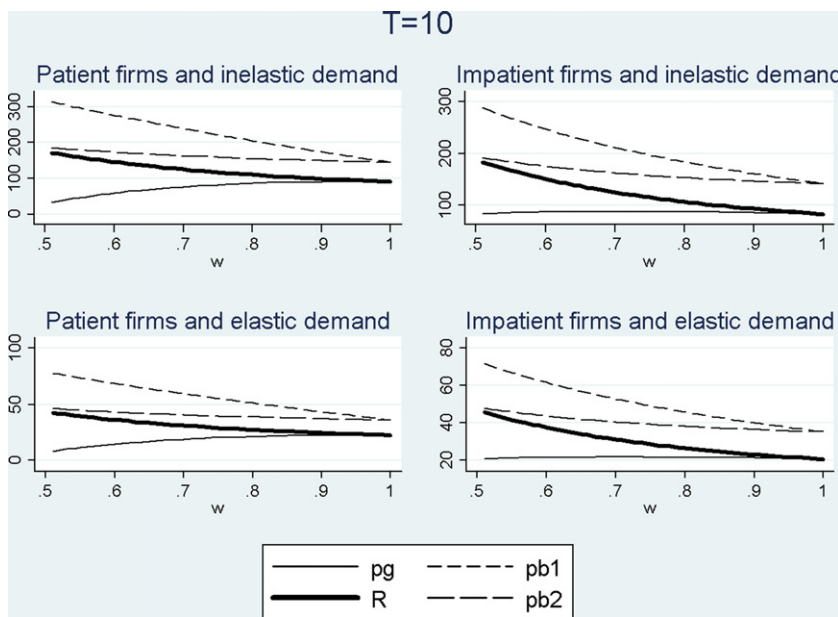 T=10
Patient firms and inelastic demand
300
200
100
0
.5 .6 .7 .8 .9 1
w
Impatient firms and inelastic demand
300
200
100
.5 .6 .7 .8 .9 1
w
Patient firms and elastic demand
100
50
0
.5 .6 .7 .8 .9 1
w
Impatient firms and elastic demand
80
60
40
20
.5 .6 .7 .8 .9 1
w
pg pb1
R pb2